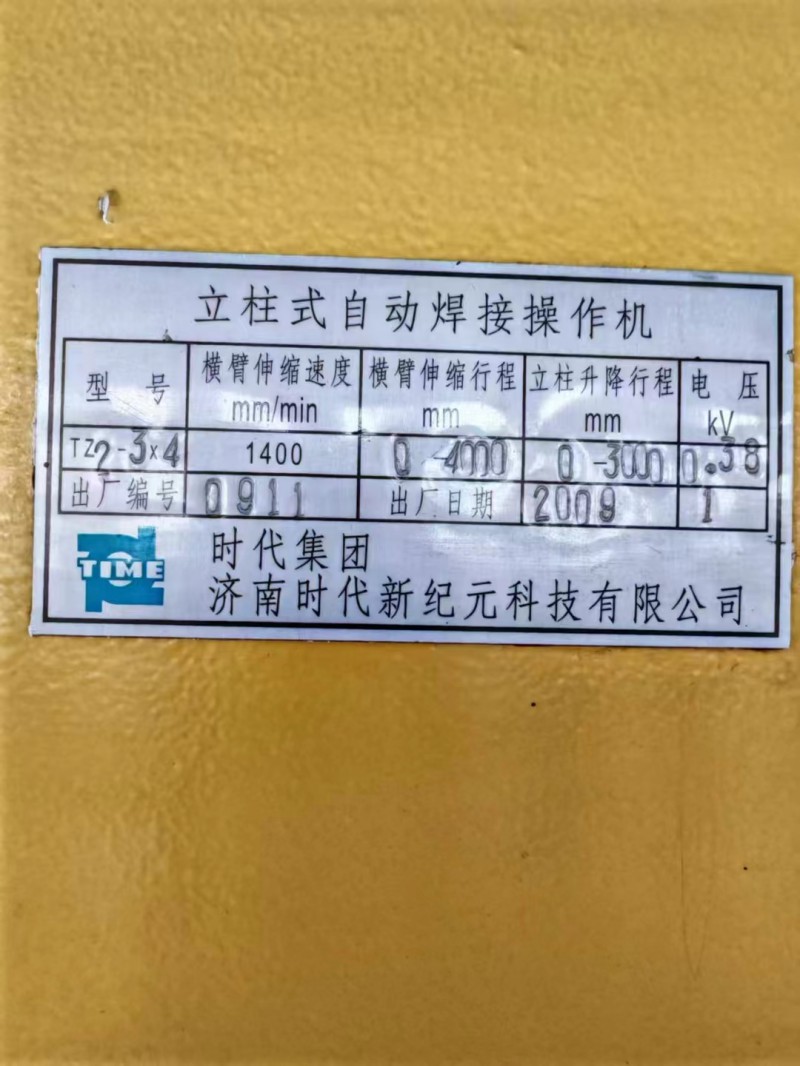 立柱式自动焊接操作机
型 号 横臂伸缩速度 mm/min 横臂伸缩行程 mm 立柱升降行程 mm 电 压 kV
TZ2-3×4 1400 0-4000 0-3000 0.38
出厂编号 0911 出厂日期 2009 1
TIME
时代集团
济南时代新纪元科技有限公司